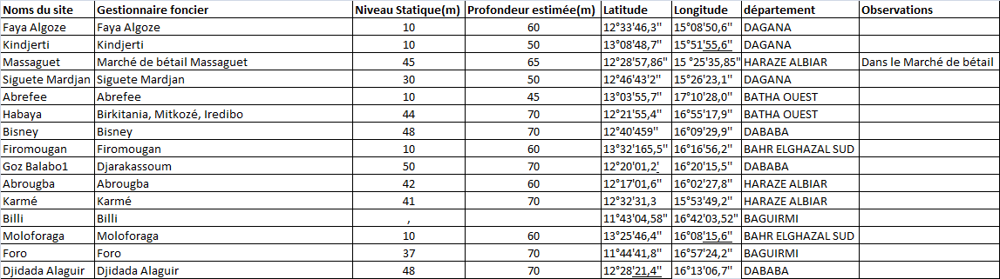 Noms du site Gestionnaire foncier Niveau Statique(m) Profondeur estimée(m) Latitude Longitude département Observations
Faya Algoze Faya Algoze 10 60 12°33'46,3" 15°08'50,6" DAGANA
Kindjerti Kindjerti 10 50 13°08'48,7" 15°51'55,6" DAGANA
Massaguet Marché de bétail Massaguet 45 65 12°28'57,86" 15 °25'35,85" HARAZE ALBIAR Dans le Marché de bétail
Siguete Mardjan Siguete Mardjan 30 50 12°46'43'2" 15°26'23,1" DAGANA
Abrefee Abrefee 10 45 13°03'55,7" 17°10'28,0" BATHA OUEST
Habaya Birkitania, Mitkozé, Iredibo 44 70 12°21'55,4" 16°55'17,9" BATHA OUEST
Bisney Bisney 48 70 12°40'459" 16°09'29,9" DABABA
Firomougan Firomougan 10 60 13°32'165,5" 16°16'56,2" BAHR ELGHAZAL SUD
Goz Balabo1 Djarakassoum 50 70 12°20'01,2' 16°20'15,5" DABABA
Abrougba Abrougba 42 60 12°17'01,6" 16°02'27,8" HARAZE ALBIAR
Karmé Karmé 41 70 12°32'31,3 15°53'49,2" HARAZE ALBIAR
Billi Billi , 11°43'04,58" 16°42'03,52" BAGUIRMI
Moloforaga Moloforaga 10 60 13°25'46,4" 16°08'15,6" BAHR ELGHAZAL SUD
Foro Foro 37 70 11°44'41,8" 16°57'24,2" BAGUIRMI
Djidada Alaguir Djidada Alaguir 48 70 12°28'21,4" 16°13'06,7" DABABA